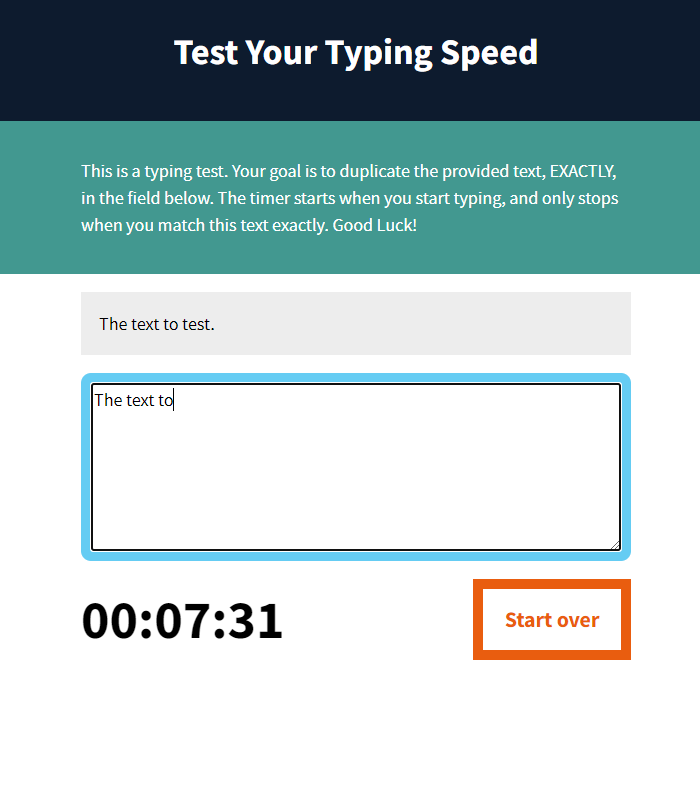 Test Your Typing Speed
This is a typing test. Your goal is to duplicate the provided text, EXACTLY,
in the field below. The timer starts when you start typing, and only stops
when you match this text exactly. Good Luck!
The text to test.
The text to
00:07:31
Start over